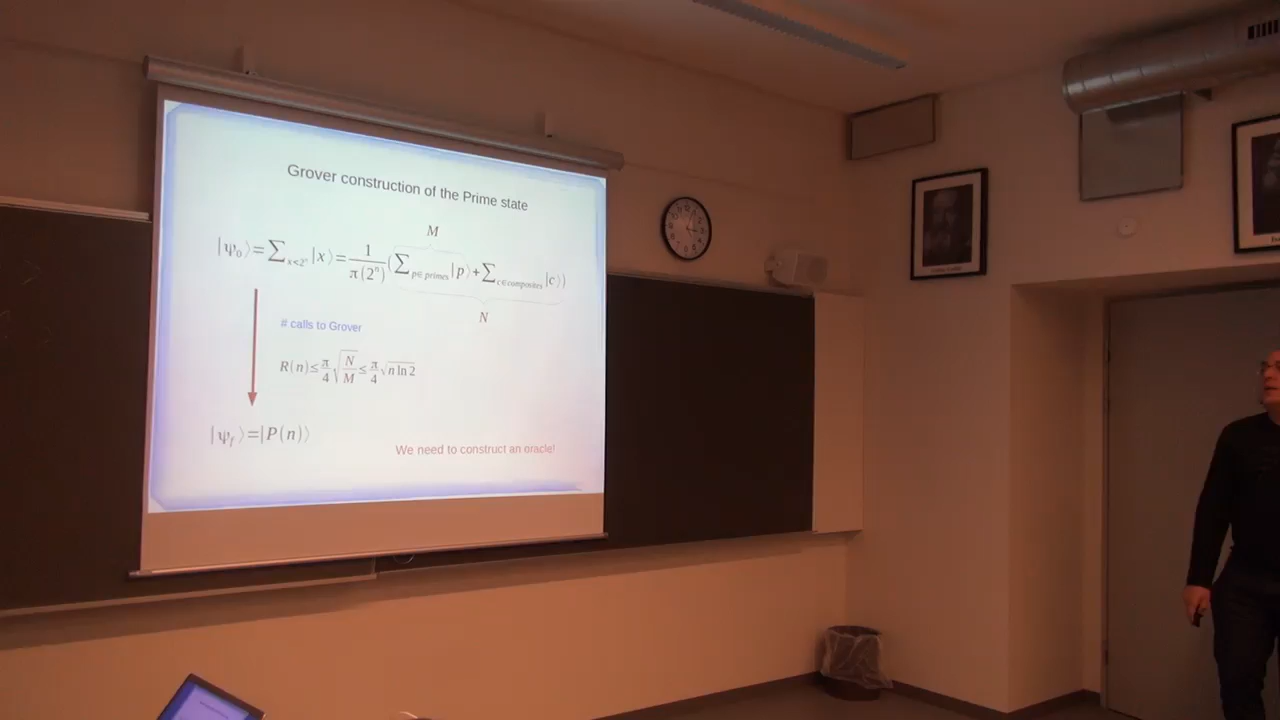 Grover construction of the Prime state
M
|ψ₀⟩=∑ₓ<2ⁿ|x⟩=1/π(2ⁿ)(∑p∈primes|p⟩+∑c∈composites|c⟩)
N
# calls to Grover
R(n)≤π/4√N/M≤π/4√n ln 2
|ψf⟩=|P(n)⟩
We need to construct an oracle!